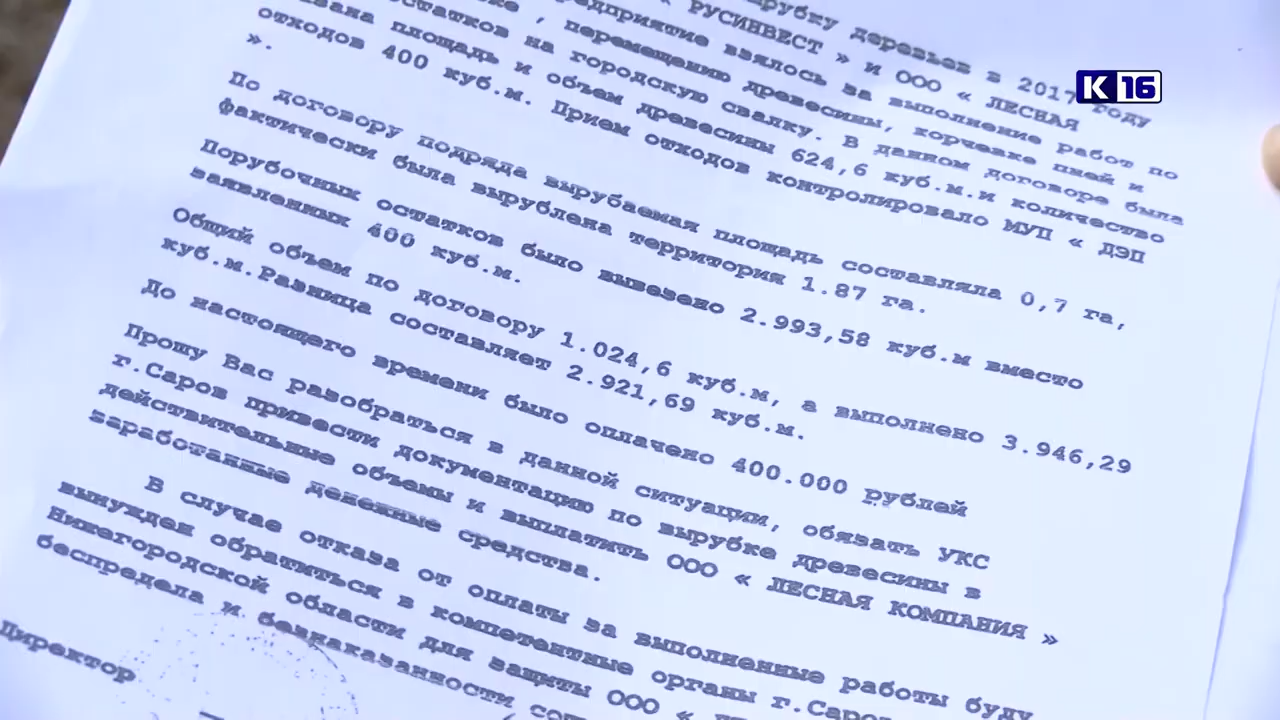 вырубку деревьев в 2017 году
« РУСИНВЕСТ » и ООО « ЛЕСНАЯ
предприятие взялось за выполнение работ по
, перемещению древесины, корчевке пней и
остатков на городскую свалку. В данном договоре была
площадь и объем древесины 624,6 куб.м.и количество
отходов 400 куб.м. Прием отходов контролировало МУП « ДЭП
».
По договору подряда вырубаемая площадь составляла 0,7 га,
фактически была вырублена территория 1.87 га.
Порубочных остатков было вывезено 2.993,58 куб.м вместо
заявленных 400 куб.м.
Общий объем по договору 1.024,6 куб.м, а выполнено 3.946,29
куб.м.Разница составляет 2.921,69 куб.м.
До настоящего времени было оплачено 400.000 рублей
Прошу Вас разобраться в данной ситуации, обязать УКС
г.Саров привести документацию по вырубке древесины в
действительные объемы и выплатить ООО « ЛЕСНАЯ КОМПАНИЯ »
заработанные денежные средства.
В случае отказа от оплаты за выполненные работы буду
вынужден обратиться в компетентные органы г.Саров
Нижегородской области для защиты ООО «
беспредела и безнаказанности
Директор
К 16